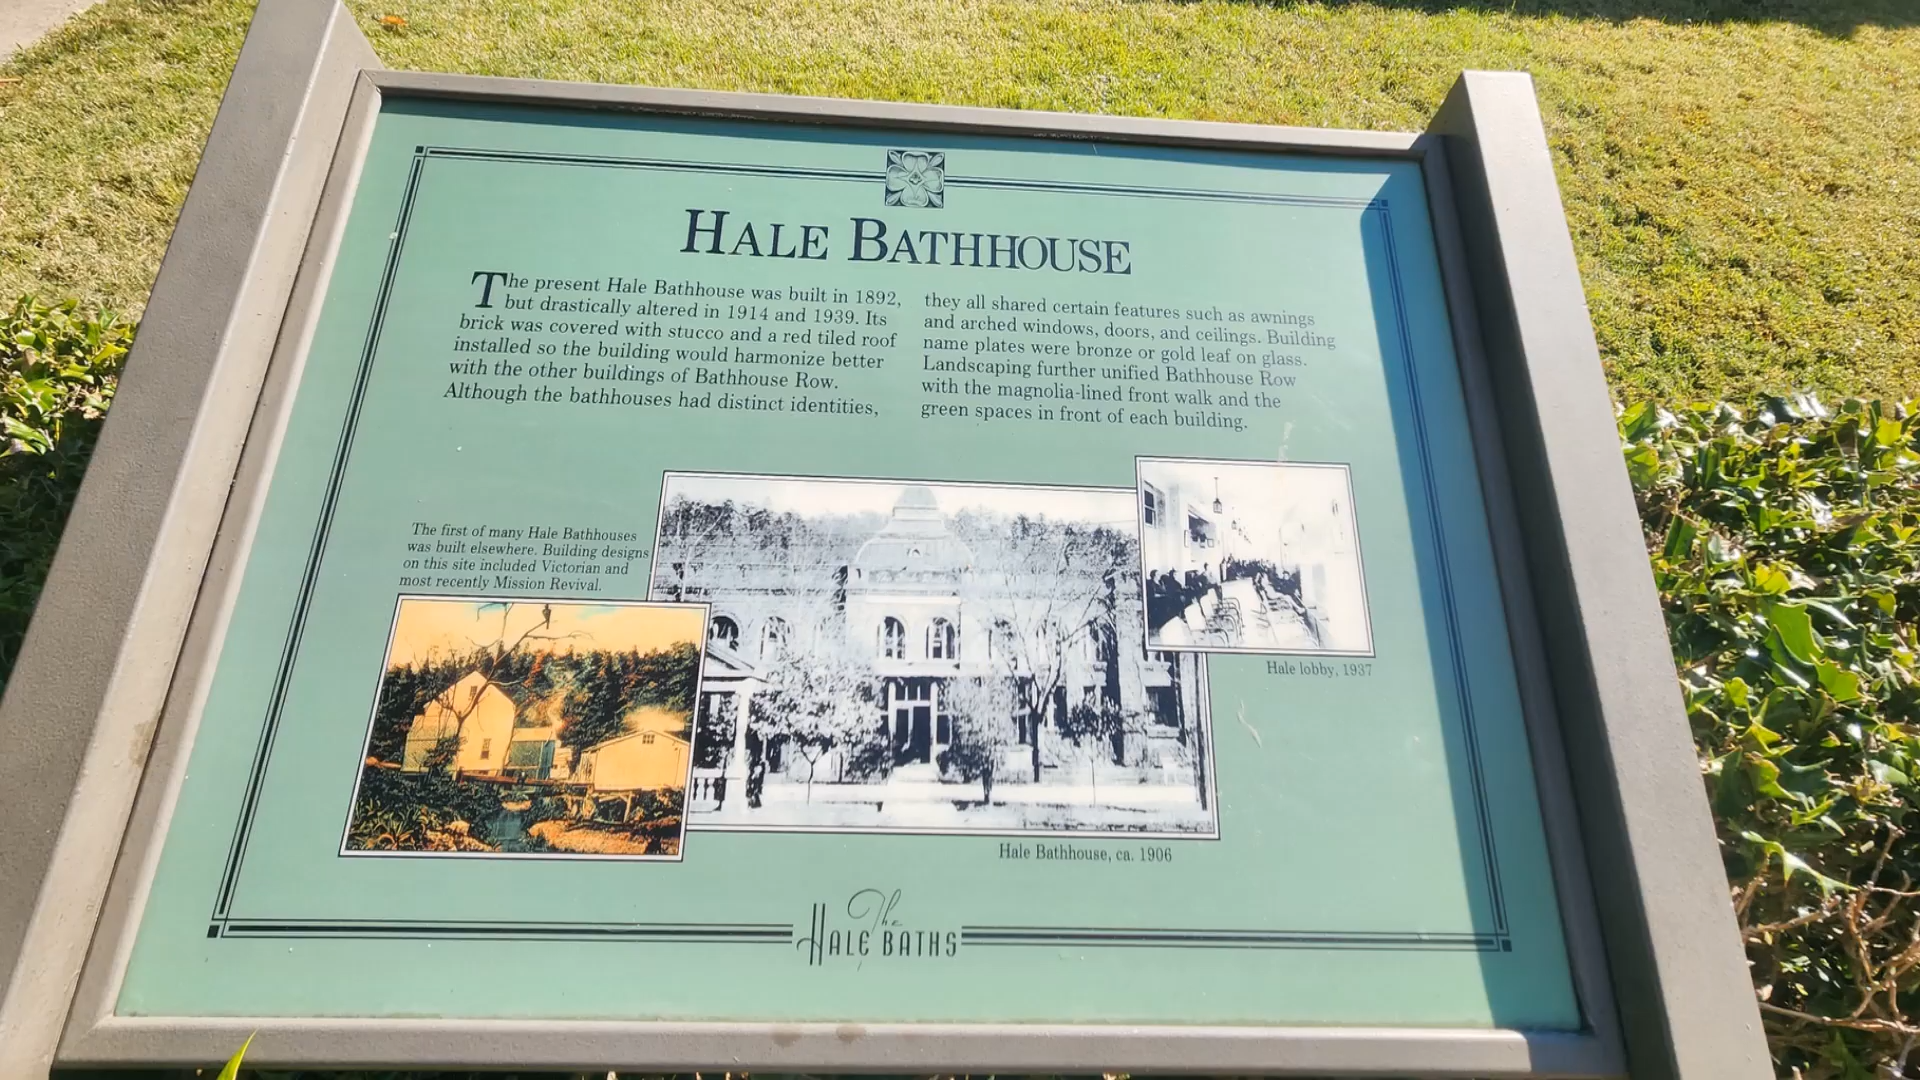 HALE BATHHOUSE
The present Hale Bathhouse was built in 1892,
but drastically altered in 1914 and 1939. Its
brick was covered with stucco and a red tiled roof
installed so the building would harmonize better
with the other buildings of Bathhouse Row.
Although the bathhouses had distinct identities,
they all shared certain features such as awnings
and arched windows, doors, and ceilings. Building
name plates were bronze or gold leaf on glass.
Landscaping further unified Bathhouse Row
with the magnolia-lined front walk and the
green spaces in front of each building.
The first of many Hale Bathhouses
was built elsewhere. Building designs
on this site included Victorian and
most recently Mission Revival.
Hale lobby, 1937
Hale Bathhouse, ca. 1906
The
HALE BATHS